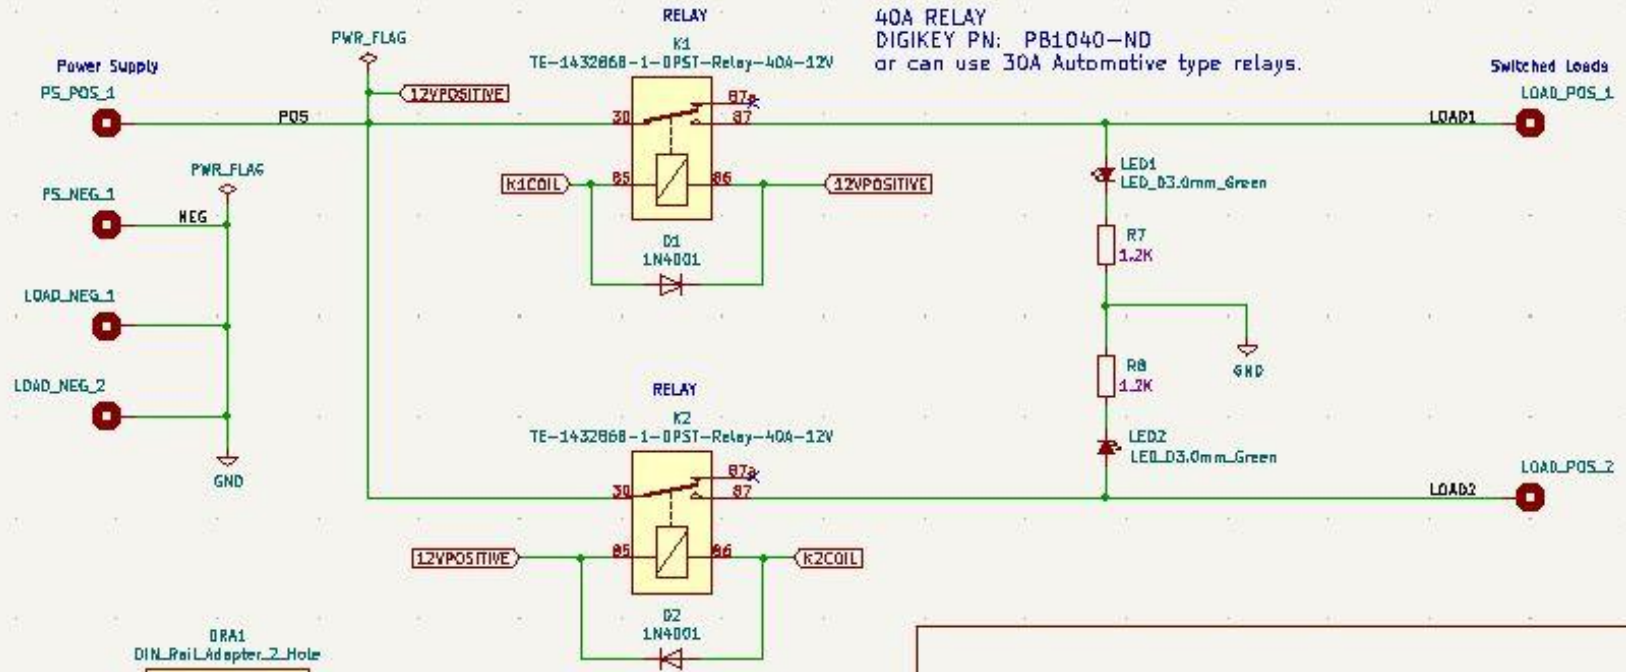 RELAY
40A RELAY
DIGIKEY PN: PB1040-ND
or can use 30A Automotive type relays.
PWR_FLAG
K1
TE-1432868-1-DPST-Relay-40A-12V
Power Supply
Switched Loads
PS_POS_1
12VPOSITIVE
87a
LOAD_POS_1
POS
30
87
LOAD1
PWR_FLAG
LED1
LED_D3.0mm_Green
K1COIL
85
86
12VPOSITIVE
PS_NEG_1
NEG
D1
1N4001
R7
1.2K
LOAD_NEG_1
R8
1.2K
GND
LOAD_NEG_2
RELAY
K2
TE-1432868-1-DPST-Relay-40A-12V
LED2
LED_D3.0mm_Green
GND
87a
LOAD_POS_2
30
87
LOAD2
12VPOSITIVE
85
86
K2COIL
D2
1N4001
DRA1
DIN_Rail_Adapter_2_Hole